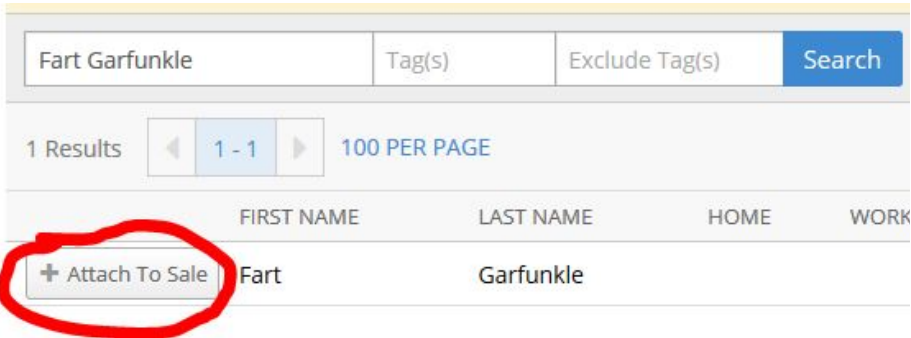 Fart Garfunkle Tag(s) Exclude Tag(s) Search
1 Results 1 - 1 100 PER PAGE
FIRST NAME LAST NAME HOME WORK
+ Attach To Sale Fart Garfunkle